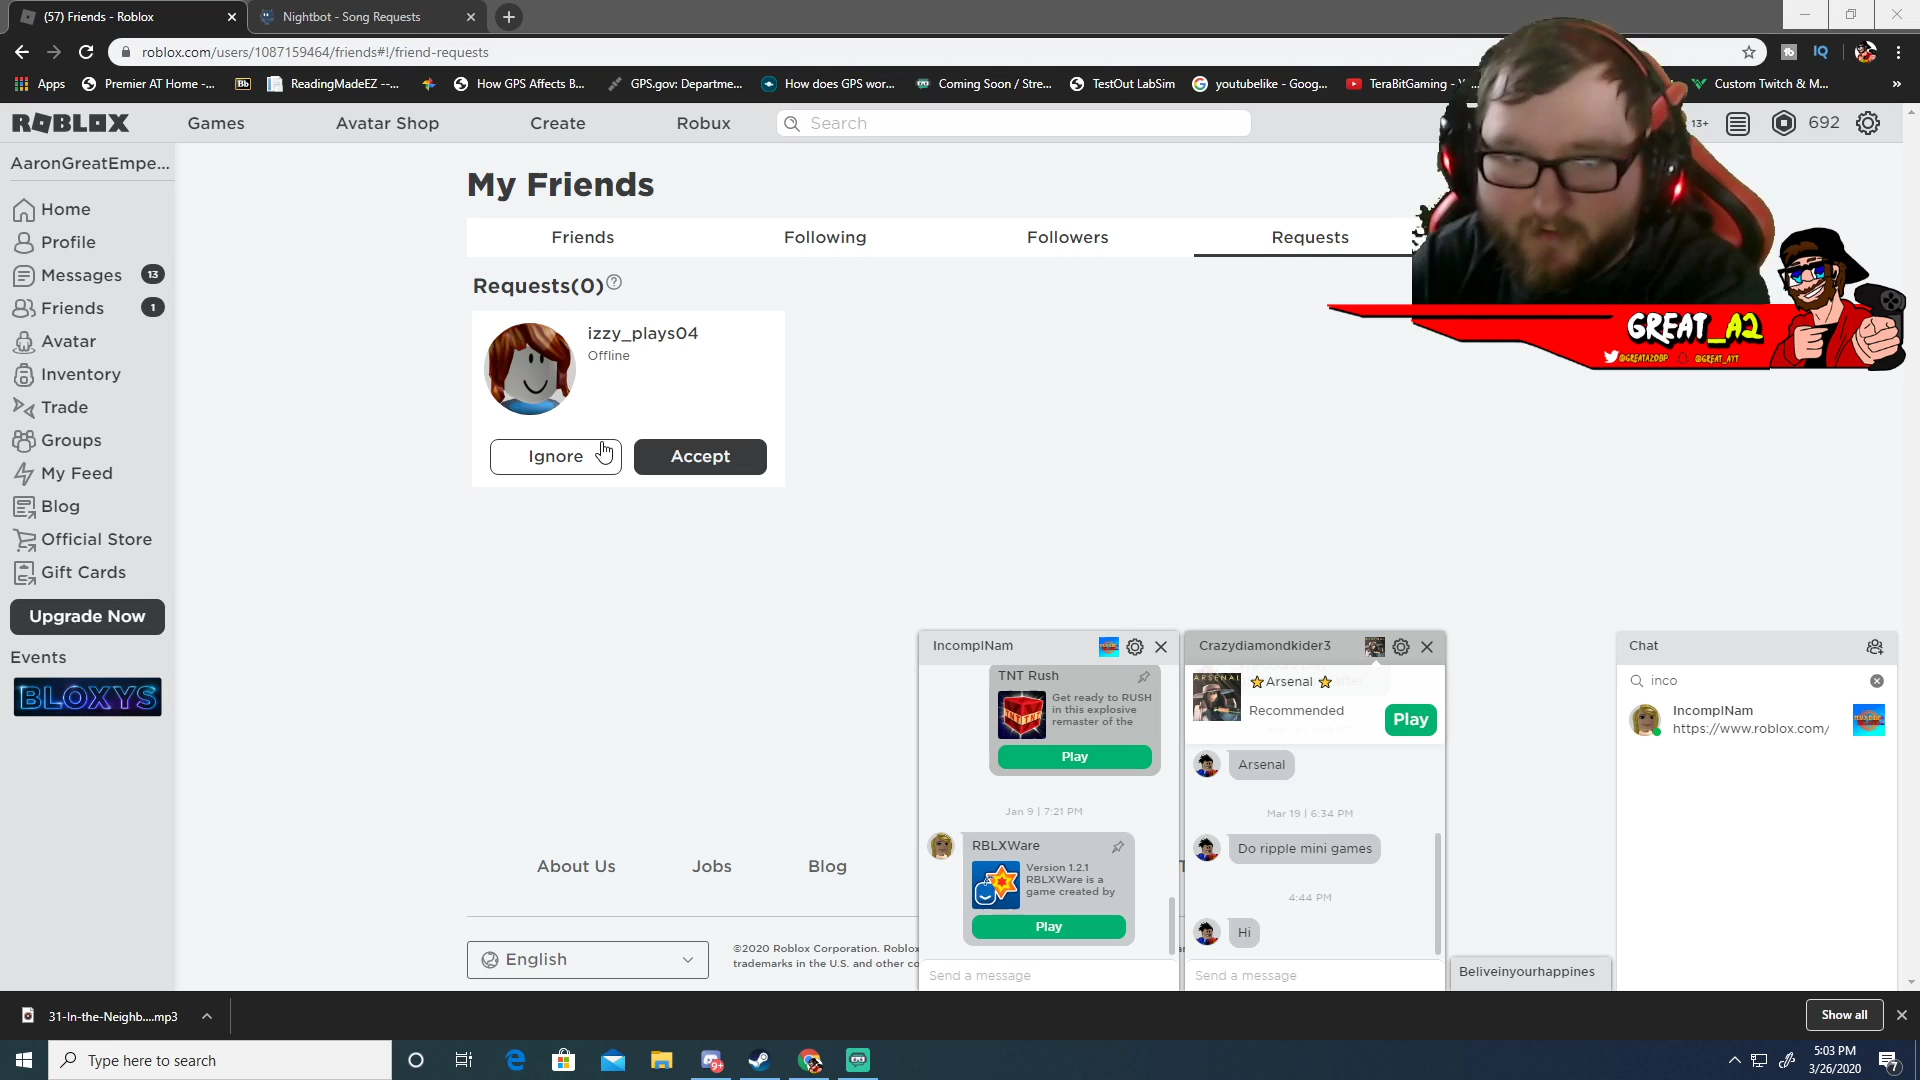 (57) Friends - Roblox
Nightbot - Song Requests
roblox.com/users/1087159464/friends#!/friend-requests
Apps
Premier AT Home -...
Bb
ReadingMadeEZ --...
How GPS Affects B...
GPS.gov: Departme...
How does GPS wor...
Coming Soon / Stre...
TestOut LabSim
youtubelike - Goog...
TeraBitGaming - Y...
Custom Twitch & M...
ROBLOX
Games
Avatar Shop
Create
Robux
Search
13+
692
AaronGreatEmpe...
Home
Profile
Messages 13
Friends 1
Avatar
Inventory
Trade
Groups
My Feed
Blog
Official Store
Gift Cards
Upgrade Now
Events
BLOXYS
My Friends
Friends
Following
Followers
Requests
Requests(0)
izzy_plays04
Offline
Ignore
Accept
GREAT_A2
@GREATA2DBP
@GREAT_AYT
About Us
Jobs
Blog
English
©2020 Roblox Corporation. Roblox
trademarks in the U.S. and other co
IncomplNam
TNT Rush
Get ready to RUSH
in this explosive
remaster of the
Play
Jan 9 | 7:21 PM
RBLXWare
Version 1.2.1
RBLXWare is a
game created by
Play
Send a message
Crazydiamondkider3
ARSENAL
Arsenal
Recommended
Play
Arsenal
Mar 19 | 6:34 PM
Do ripple mini games
4:44 PM
Hi
Send a message
Beliveinyourhappines
Chat
inco
IncomplNam
https://www.roblox.com/
31-In-the-Neighb....mp3
Show all
Type here to search
9+
5:03 PM
3/26/2020
7